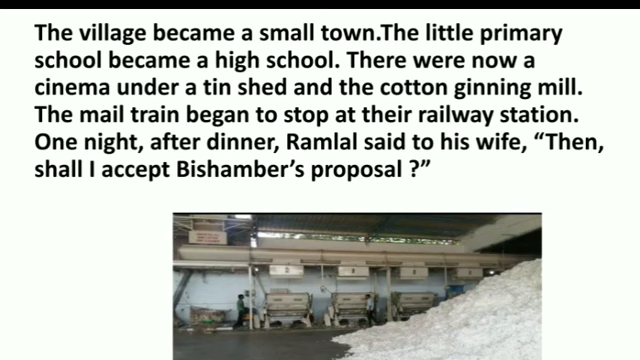 The village became a small town.The little primary
school became a high school. There were now a
cinema under a tin shed and the cotton ginning mill.
The mail train began to stop at their railway station.
One night, after dinner, Ramlal said to his wife, “Then,
shall I accept Bishamber’s proposal ?”